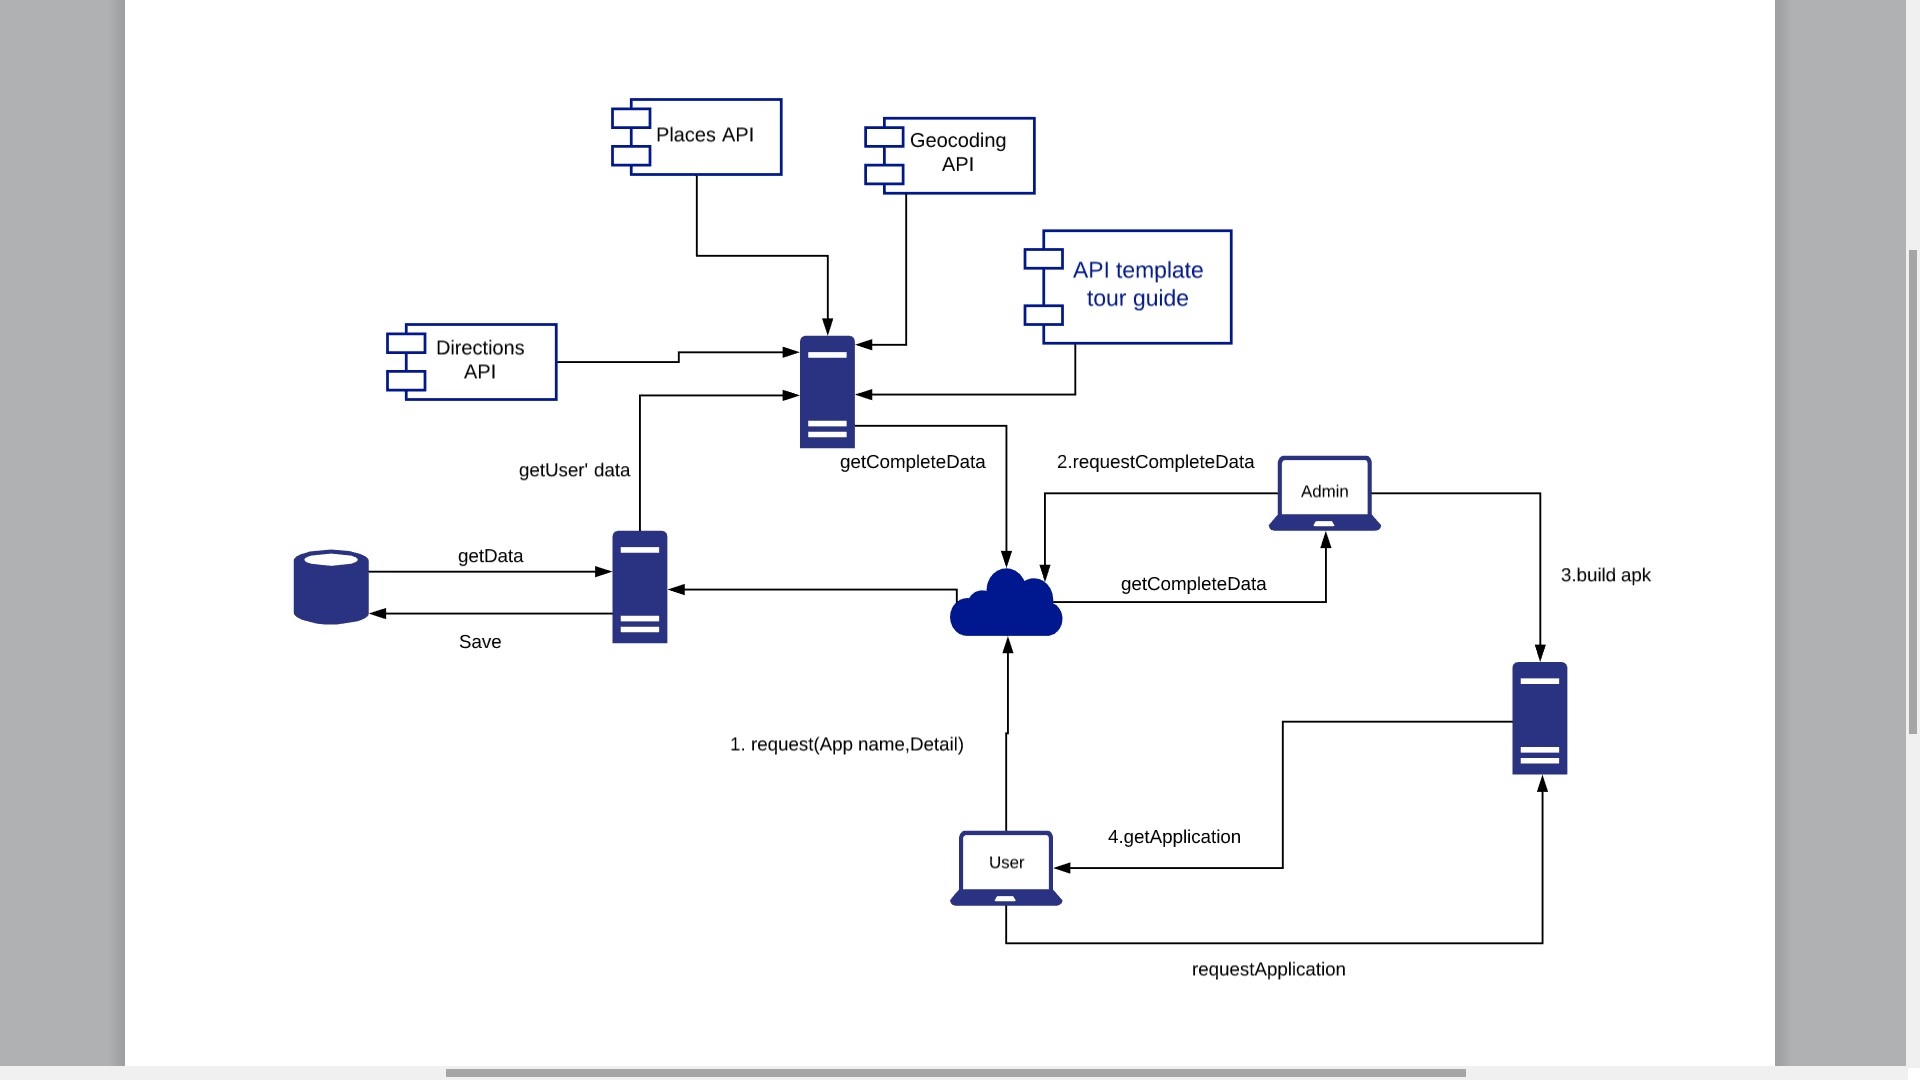 Places API
Geocoding
API
API template
tour guide
Directions
API
getUser' data
getCompleteData
2.requestCompleteData
Admin
getData
getCompleteData
3.build apk
Save
1. request(App name,Detail)
4.getApplication
User
requestApplication